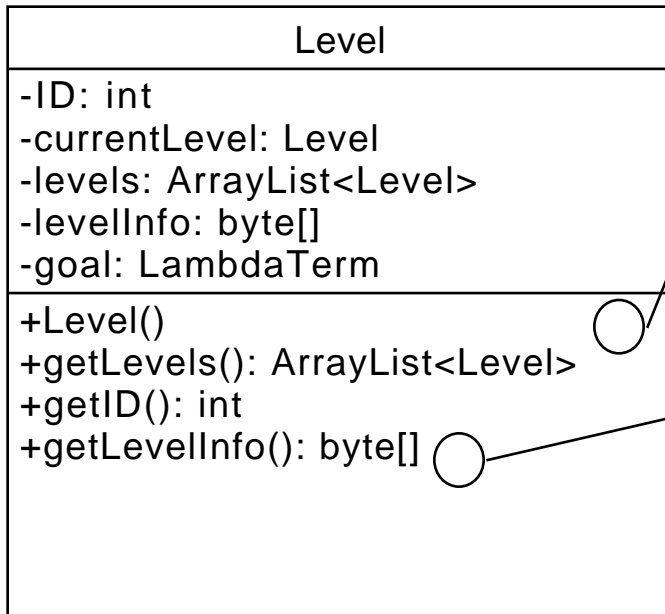 Level
-ID: int
-currentLevel: Level
-levels: ArrayList<Level>
-levelInfo: byte[]
-goal: LambdaTerm
+Level()
+getLevels(): ArrayList<Level>
+getID(): int
+getLevelInfo(): byte[]